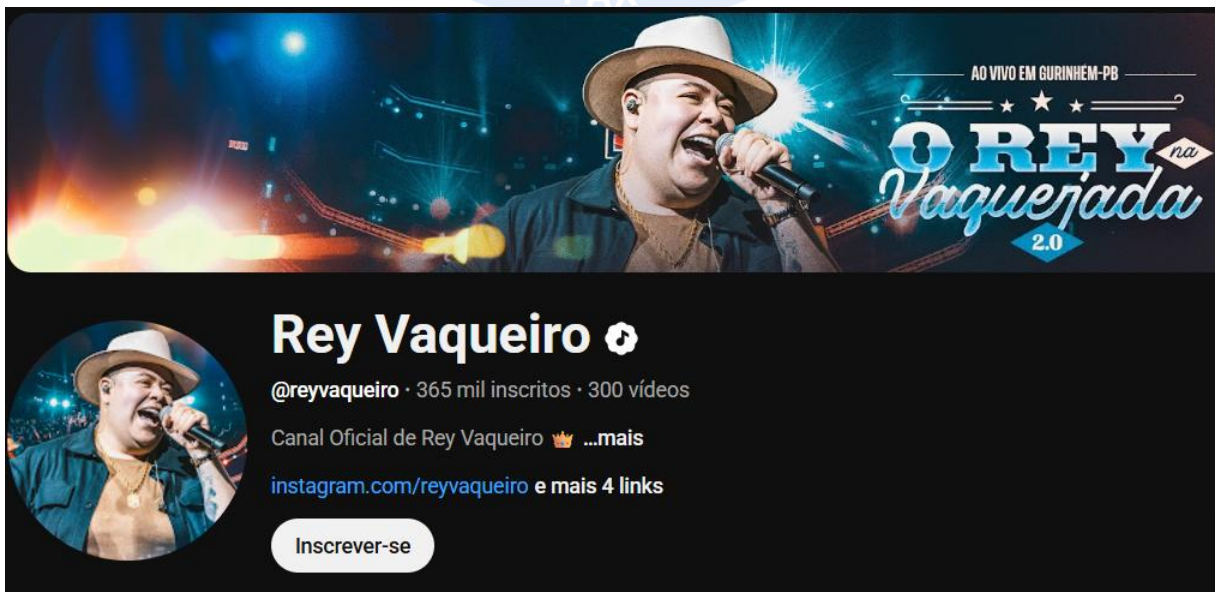 AO VIVO EM GURINHÉM-PB
O REY na
Vaquejada
2.0
Rey Vaqueiro
@reyvaqueiro · 365 mil inscritos · 300 vídeos
Canal Oficial de Rey Vaqueiro 👑 ...mais
instagram.com/reyvaqueiro e mais 4 links
Inscrever-se